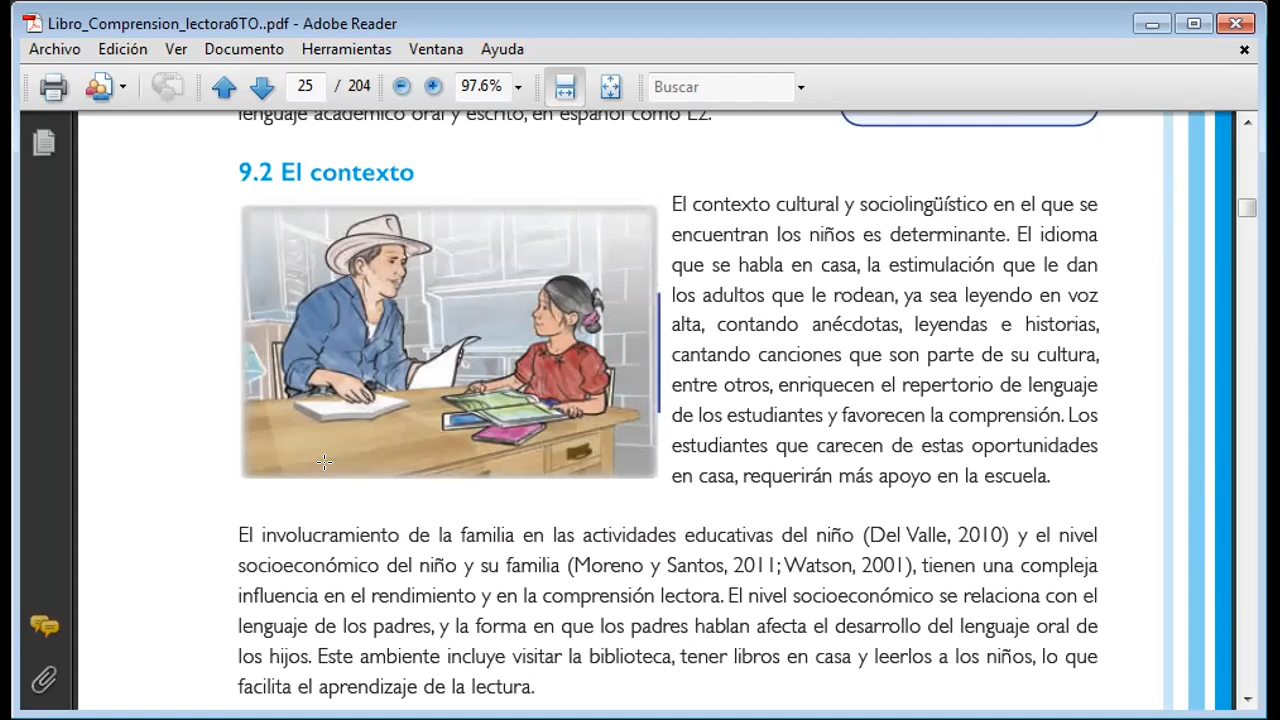 Libro_Comprension_lectora6TO..pdf - Adobe Reader
Archivo Edición Ver Documento Herramientas Ventana Ayuda
25 / 204 97.6% Buscar
lenguaje académico oral y escrito, en español como L2.
9.2 El contexto
El contexto cultural y sociolingüístico en el que se
encuentran los niños es determinante. El idioma
que se habla en casa, la estimulación que le dan
los adultos que le rodean, ya sea leyendo en voz
alta, contando anécdotas, leyendas e historias,
cantando canciones que son parte de su cultura,
entre otros, enriquecen el repertorio de lenguaje
de los estudiantes y favorecen la comprensión. Los
estudiantes que carecen de estas oportunidades
en casa, requerirán más apoyo en la escuela.
El involucramiento de la familia en las actividades educativas del niño (Del Valle, 2010) y el nivel
socioeconómico del niño y su familia (Moreno y Santos, 2011; Watson, 2001), tienen una compleja
influencia en el rendimiento y en la comprensión lectora. El nivel socioeconómico se relaciona con el
lenguaje de los padres, y la forma en que los padres hablan afecta el desarrollo del lenguaje oral de
los hijos. Este ambiente incluye visitar la biblioteca, tener libros en casa y leerlos a los niños, lo que
facilita el aprendizaje de la lectura.